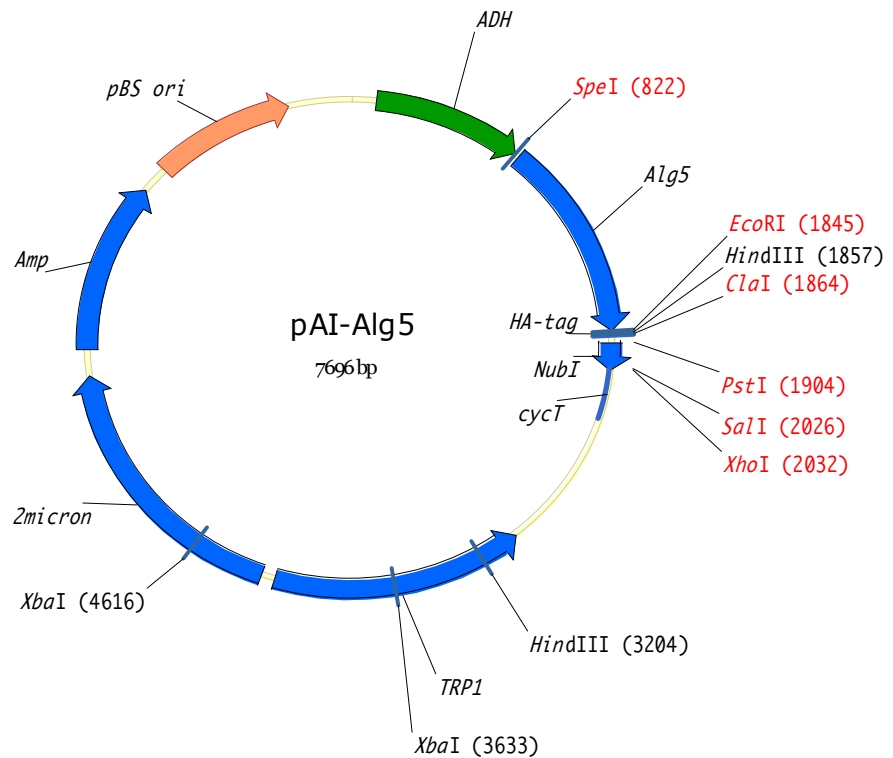 ADH
SpeI (822)
pBS ori
Alg5
EcoRI (1845)
HindIII (1857)
ClaI (1864)
Amp
HA-tag
pAI-Alg5
7696 bp
NubI
PstI (1904)
cycT
SalI (2026)
XhoI (2032)
2micron
XbaI (4616)
HindIII (3204)
TRP1
XbaI (3633)